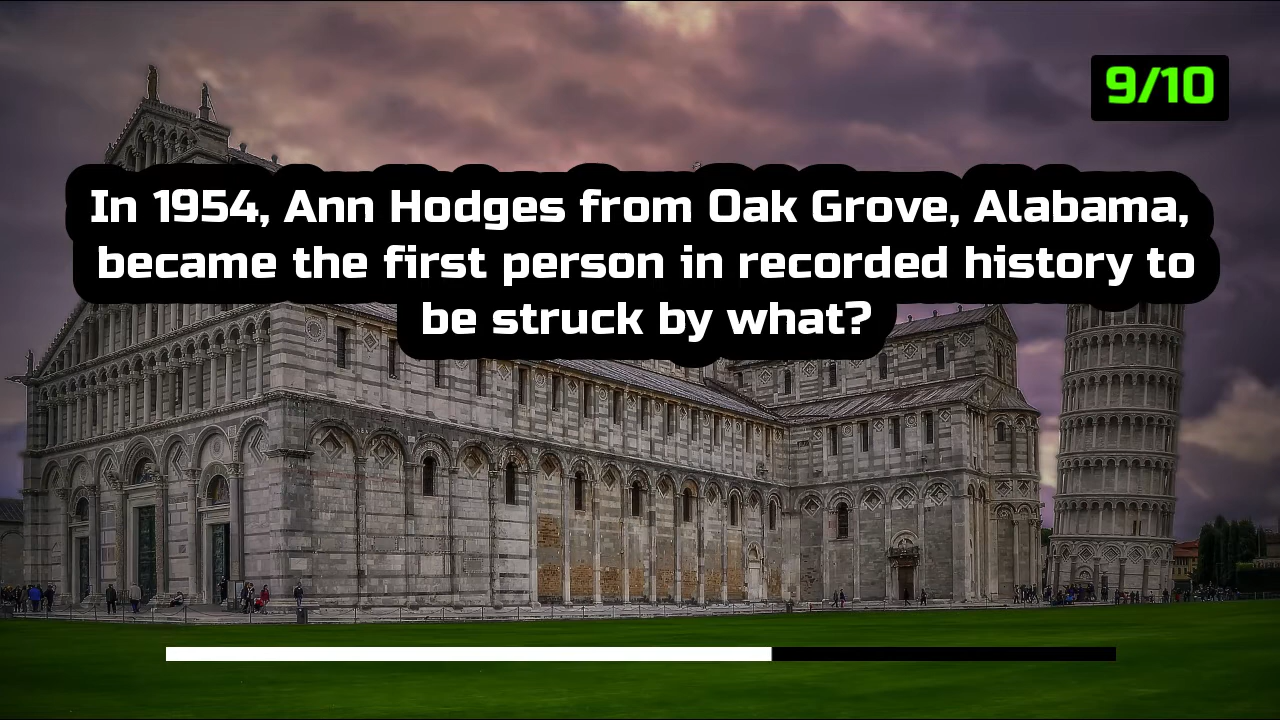 9/10
In 1954, Ann Hodges from Oak Grove, Alabama,
became the first person in recorded history to
be struck by what?